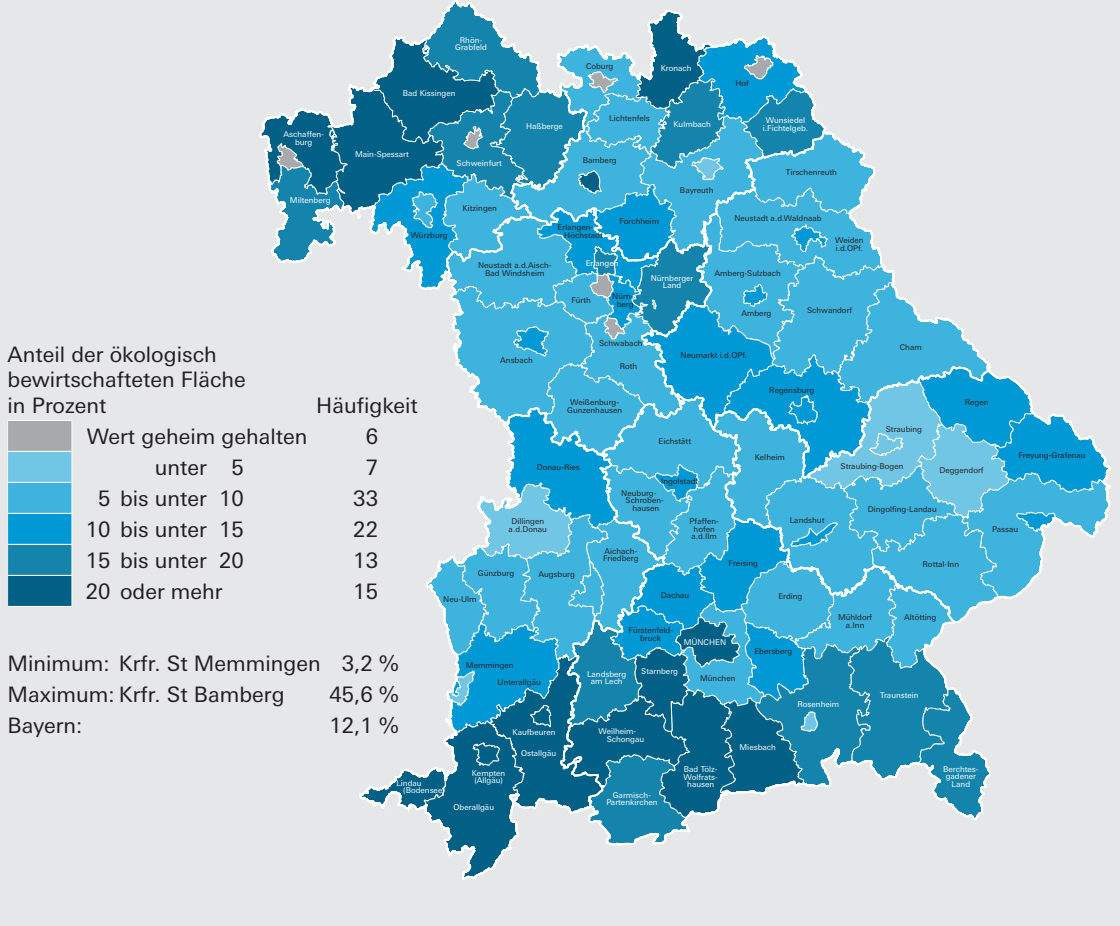 Rhön-
Grabfeld
Coburg
Kronach
Hof
Bad Kissingen
Lichtenfels
Kulmbach
Wunsiedel
i.Fichtelgeb.
Haßberge
Aschaffen-
burg
Main-Spessart
Schweinfurt
Bamberg
Bayreuth
Tirschenreuth
Miltenberg
Kitzingen
Würzburg
Erlangen-
Höchstadt
Forchheim
Neustadt a.d.Waldnaab
Weiden
i.d.OPf.
Neustadt a.d.Aisch-
Bad Windsheim
Erlangen
Nürnberger
Land
Amberg-Sulzbach
Fürth
Nürn-
berg
Amberg
Schwandorf
Schwabach
Ansbach
Roth
Neumarkt i.d.OPf.
Cham
Anteil der ökologisch
bewirtschafteten Fläche
in Prozent Häufigkeit
Wert geheim gehalten 6
unter 5 7
5 bis unter 10 33
10 bis unter 15 22
15 bis unter 20 13
20 oder mehr 15
Minimum: Krfr. St Memmingen 3,2 %
Maximum: Krfr. St Bamberg 45,6 %
Bayern: 12,1 %
Weißenburg-
Gunzenhausen
Regensburg
Regen
Straubing
Eichstätt
Kelheim
Freyung-Grafenau
Donau-Ries
Straubing-Bogen
Deggendorf
Ingolstadt
Neuburg-
Schroben-
hausen
Dingolfing-Landau
Dillingen
a.d.Donau
Pfaffen-
hofen
a.d.Ilm
Landshut
Passau
Aichach-
Friedberg
Günzburg
Augsburg
Freising
Rottal-Inn
Neu-Ulm
Dachau
Erding
Mühldorf
a.Inn
Altötting
Fürstenfeld-
bruck
MÜNCHEN
Ebersberg
Memmingen
Unterallgäu
Landsberg
am Lech
Starnberg
München
Rosenheim
Traunstein
Kaufbeuren
Ostallgäu
Weilheim-
Schongau
Miesbach
Bad Tölz-
Wolfrats-
hausen
Berchtes-
gadener
Land
Kempten
(Allgäu)
Lindau
(Bodensee)
Oberallgäu
Garmisch-
Partenkirchen